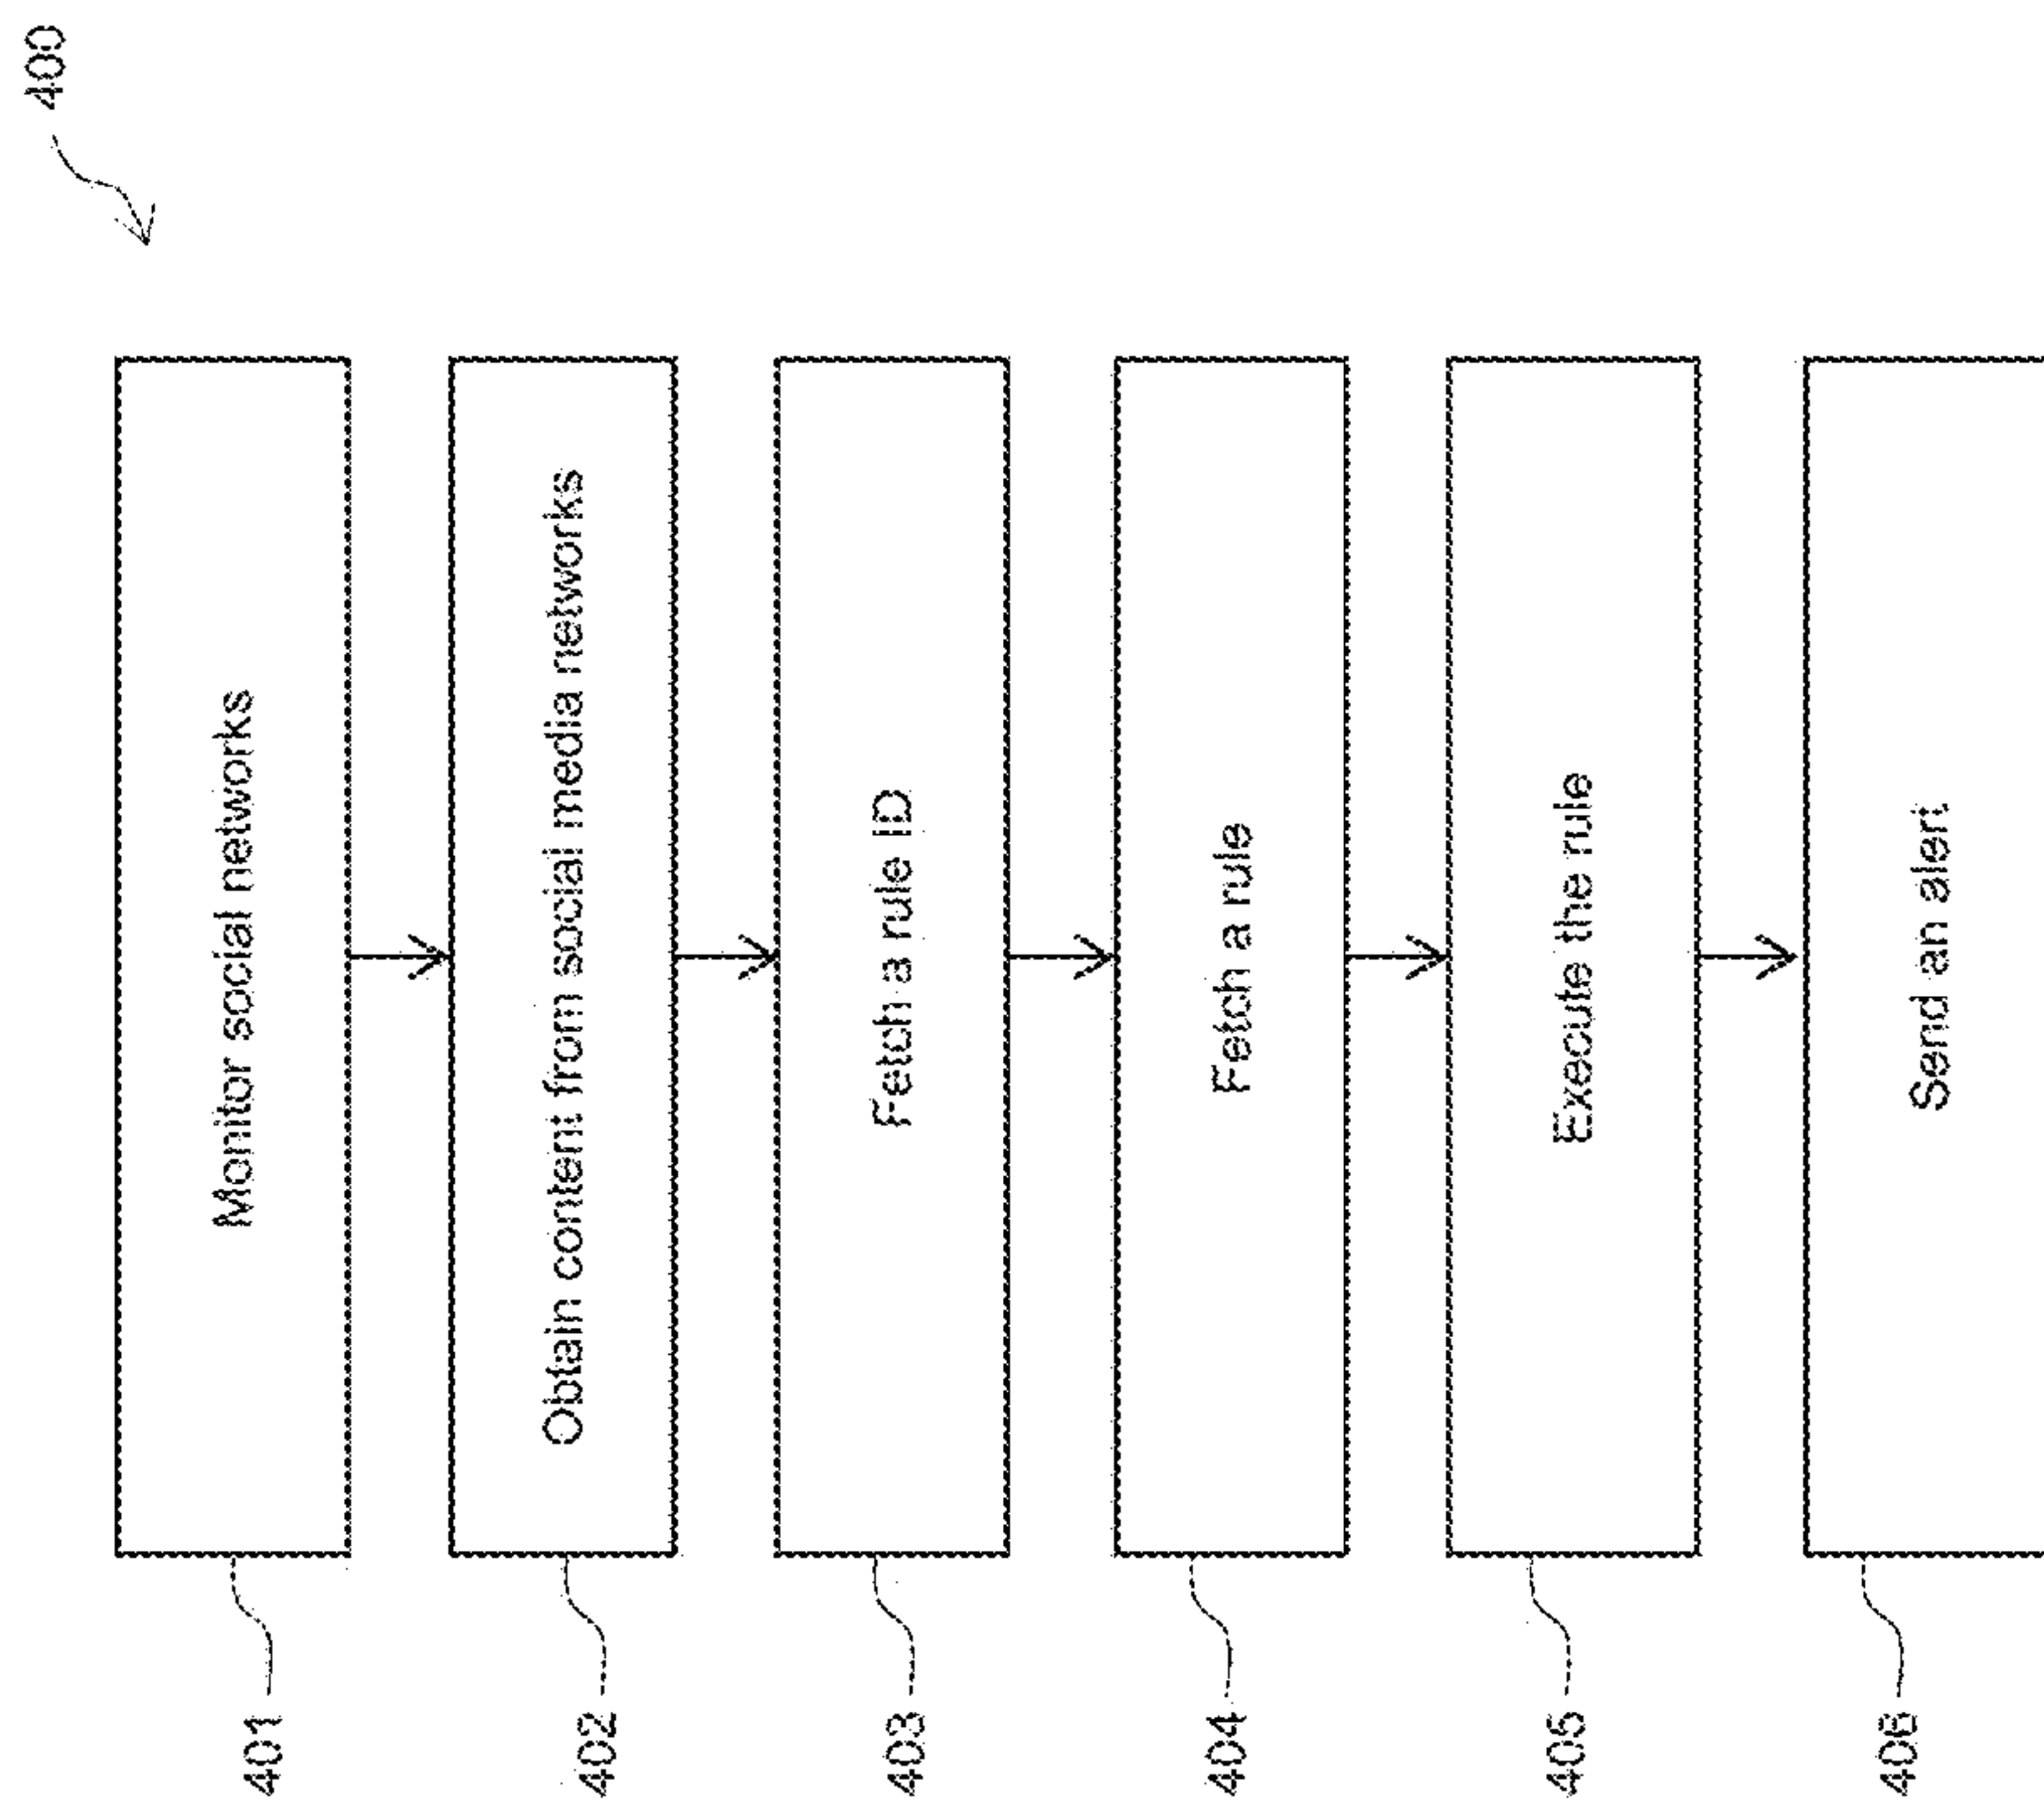 400
401
Monitor social networks
402
Obtain content from social media networks
403
Fetch a rule ID
404
Fetch a rule
405
Execute the rule
406
Send an alert